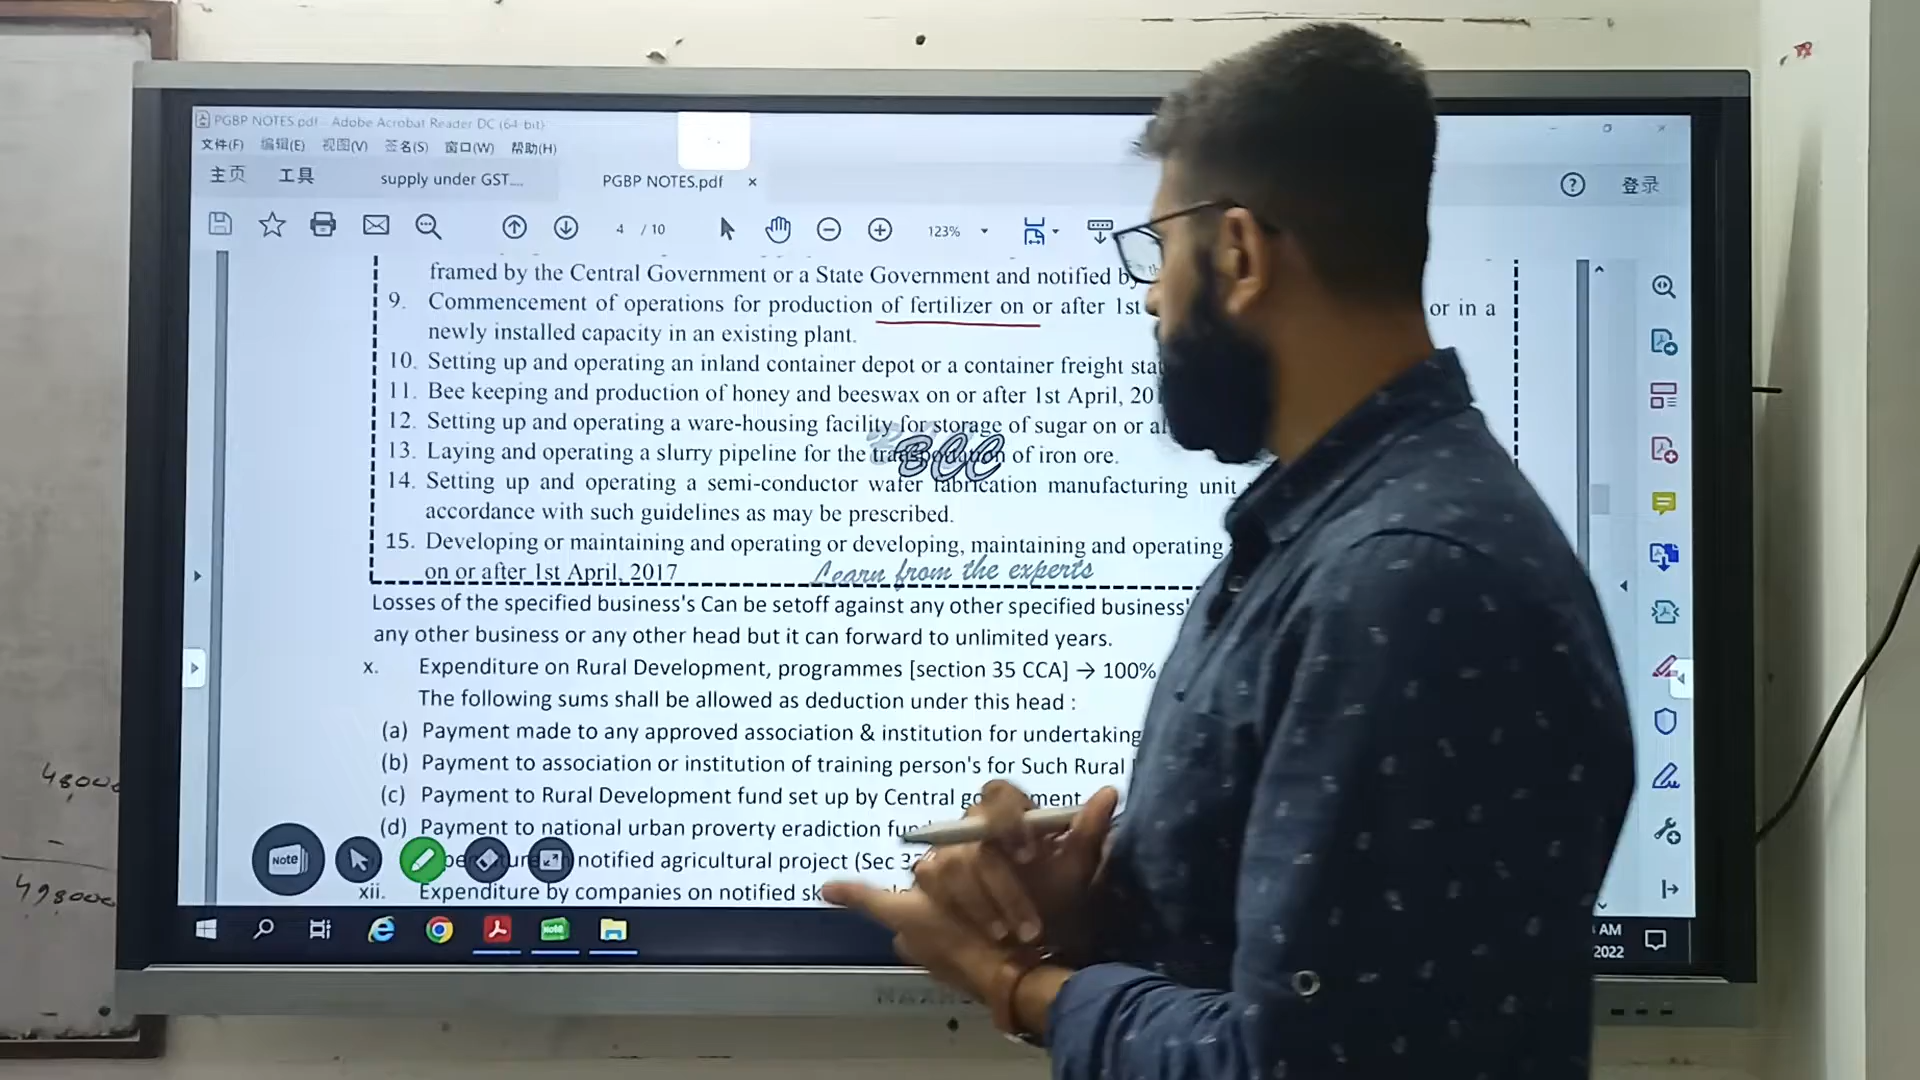 PGBP NOTES.pdf - Adobe Acrobat Reader DC (64-bit)
文件(F) 编辑(E) 视图(V) 签名(S) 窗口(W) 帮助(H)
主页 工具 supply under GST.... PGBP NOTES.pdf × ? 登录
4 / 10 123%
framed by the Central Government or a State Government and notified by
9. Commencement of operations for production of fertilizer on or after 1st or in a
newly installed capacity in an existing plant.
10. Setting up and operating an inland container depot or a container freight
11. Bee keeping and production of honey and beeswax on or after 1st April,
12. Setting up and operating a ware-housing facility for storage of sugar on or
BCC
13. Laying and operating a slurry pipeline for the transportation of iron ore.
14. Setting up and operating a semi-conductor wafer fabrication manufacturing unit
accordance with such guidelines as may be prescribed.
15. Developing or maintaining and operating or developing, maintaining and operating
on or after 1st April, 2017
Learn from the experts
Losses of the specified business's Can be setoff against any other specified business'
any other business or any other head but it can forward to unlimited years.
x. Expenditure on Rural Development, programmes [section 35 CCA] → 100%
The following sums shall be allowed as deduction under this head :
(a) Payment made to any approved association & institution for undertaking
(b) Payment to association or institution of training person's for Such Rural
(c) Payment to Rural Development fund set up by Central
(d) Payment to national urban proverty eradiction
notified agricultural project (Sec
xii. Expenditure by companies on notified
Note
Note
AM
2022
48000
498000